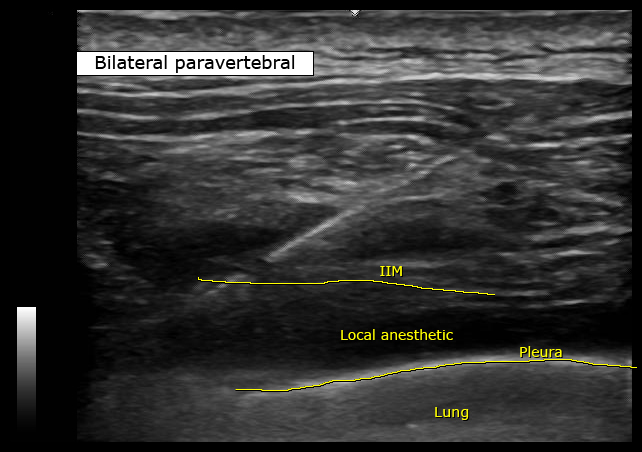 Bilateral paravertebral
IIM
Local anesthetic
Pleura
Lung